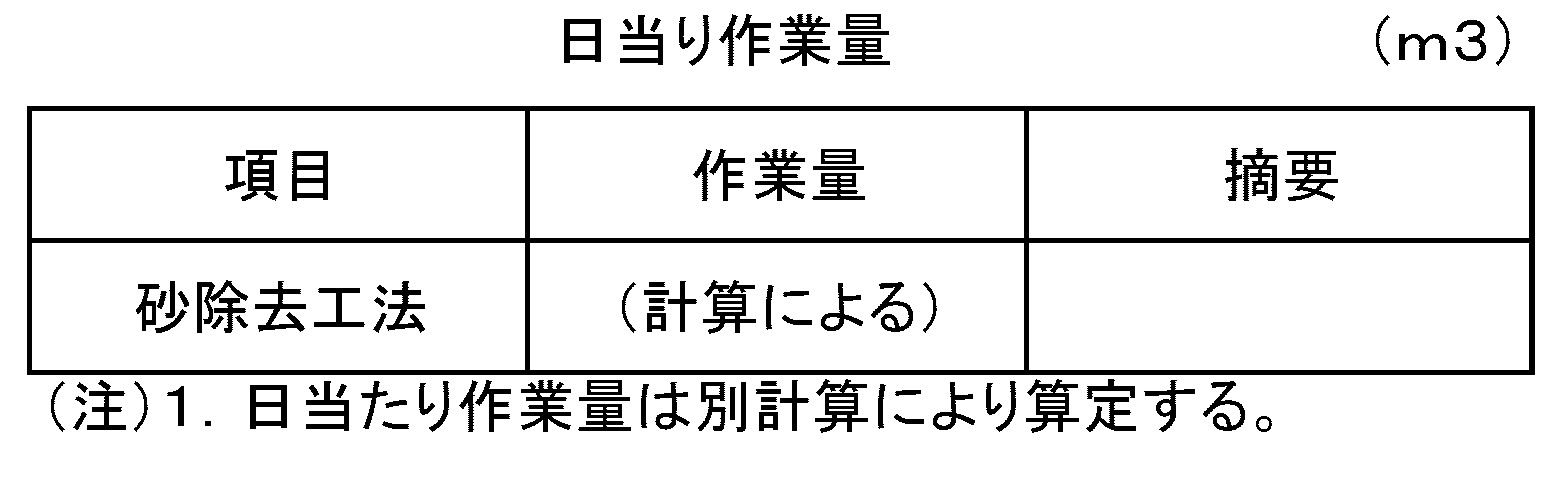 日当り作業量 (m3)
項目 作業量 摘要
砂除去工法 (計算による)
(注)1. 日当たり作業量は別計算により算定する。